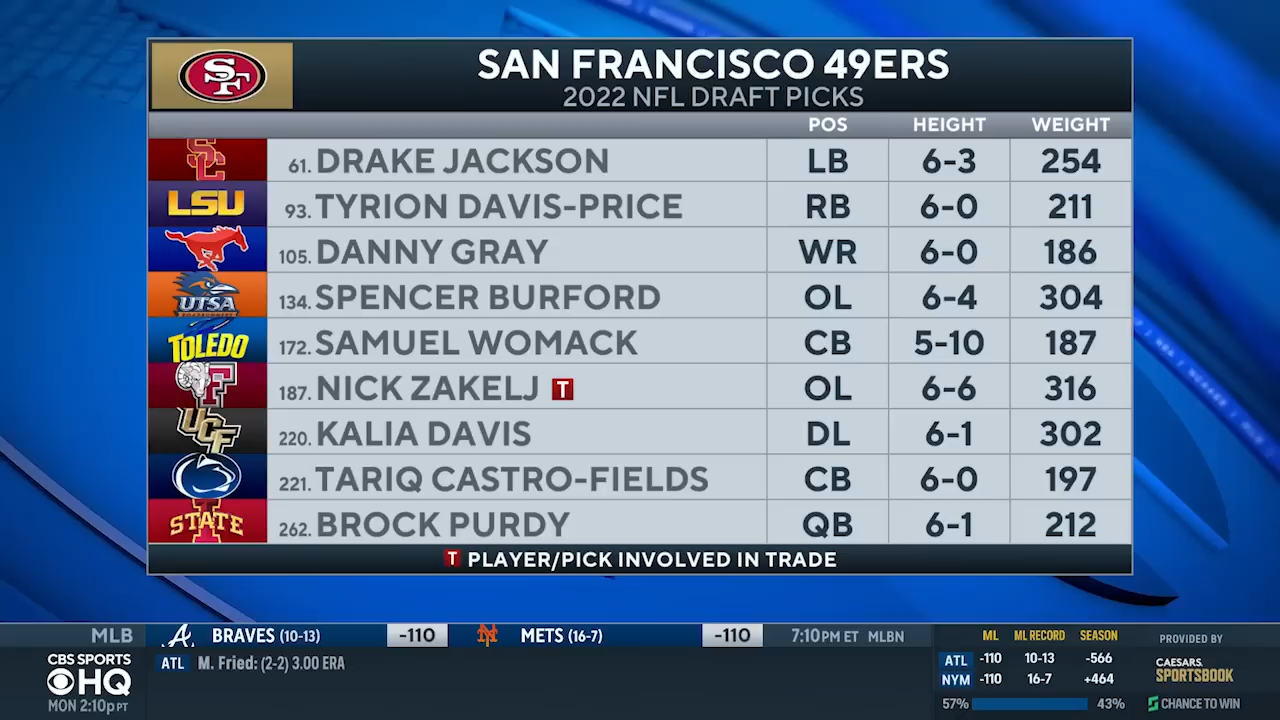 SAN FRANCISCO 49ERS
2022 NFL DRAFT PICKS
POS HEIGHT WEIGHT
SC 61. DRAKE JACKSON LB 6-3 254
LSU 93. TYRION DAVIS-PRICE RB 6-0 211
105. DANNY GRAY WR 6-0 186
UTSA 134. SPENCER BURFORD OL 6-4 304
TOLEDO 172. SAMUEL WOMACK CB 5-10 187
F 187. NICK ZAKELJ T OL 6-6 316
UCF 220. KALIA DAVIS DL 6-1 302
221. TARIQ CASTRO-FIELDS CB 6-0 197
STATE 262. BROCK PURDY QB 6-1 212
T PLAYER/PICK INVOLVED IN TRADE
MLB A BRAVES (10-13) -110 NY METS (16-7) -110 7:10PM ET MLBN
CBS SPORTS HQ
MON 2:10p PT
ATL M. Fried: (2-2) 3.00 ERA
ML ML RECORD SEASON
ATL -110 10-13 -566
NYM -110 16-7 +464
57% 43%
PROVIDED BY
CAESARS
SPORTSBOOK
CHANCE TO WIN